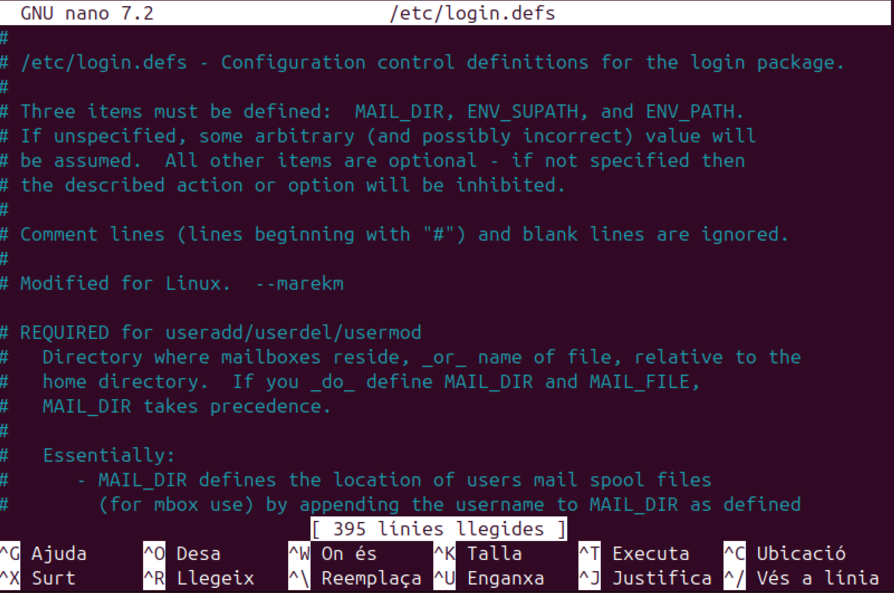 GNU nano 7.2 /etc/login.defs
#
# /etc/login.defs - Configuration control definitions for the login package.
#
# Three items must be defined:  MAIL_DIR, ENV_SUPATH, and ENV_PATH.
# If unspecified, some arbitrary (and possibly incorrect) value will
# be assumed.  All other items are optional - if not specified then
# the described action or option will be inhibited.
#
# Comment lines (lines beginning with "#") and blank lines are ignored.
#
# Modified for Linux.  --marekm

# REQUIRED for useradd/userdel/usermod
#   Directory where mailboxes reside, _or_ name of file, relative to the
#   home directory.  If you _do_ define MAIL_DIR and MAIL_FILE,
#   MAIL_DIR takes precedence.
#
#   Essentially:
#      - MAIL_DIR defines the location of users mail spool files
#        (for mbox use) by appending the username to MAIL_DIR as defined
[ 395 línies llegides ]
^G Ajuda ^O Desa ^W On és ^K Talla ^T Executa ^C Ubicació
^X Surt ^R Llegeix ^\ Reemplaça ^U Enganxa ^J Justifica ^/ Vés a línia